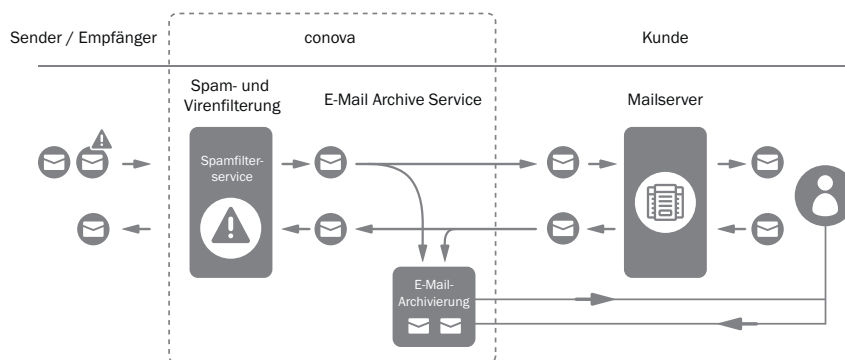 Sender / Empfänger
conova
Kunde
Spam- und
Virenfilterung
E-Mail Archive Service
Mailserver
Spamfilter-
service
E-Mail-
Archivierung